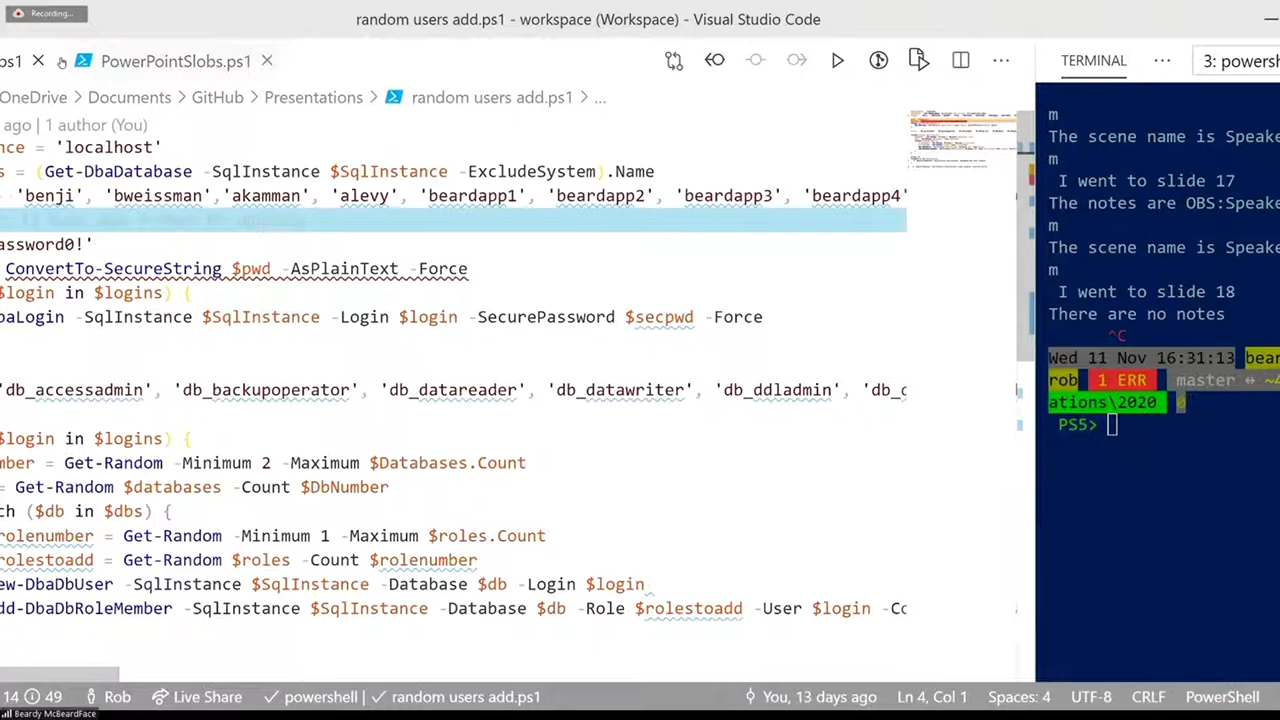 Recording...
random users add.ps1 - workspace (Workspace) - Visual Studio Code
ps1
PowerPointSlobs.ps1
TERMINAL
3: powersh
OneDrive > Documents > GitHub > Presentations > random users add.ps1 > ...
ago | 1 author (You)
nce = 'localhost'
s = (Get-DbaDatabase -SqlInstance $SqlInstance -ExcludeSystem).Name
'benji', 'bweissman','akamman', 'alevy', 'beardapp1', 'beardapp2', 'beardapp3', 'beardapp4'
assword0!'
ConvertTo-SecureString $pwd -AsPlainText -Force
$login in $logins) {
baLogin -SqlInstance $SqlInstance -Login $login -SecurePassword $secpwd -Force
'db_accessadmin', 'db_backupoperator', 'db_datareader', 'db_datawriter', 'db_ddladmin', 'db_c
$login in $logins) {
mber = Get-Random -Minimum 2 -Maximum $Databases.Count
= Get-Random $databases -Count $DbNumber
ch ($db in $dbs) {
rolenumber = Get-Random -Minimum 1 -Maximum $roles.Count
rolestoadd = Get-Random $roles -Count $rolenumber
ew-DbaDbUser -SqlInstance $SqlInstance -Database $db -Login $login
dd-DbaDbRoleMember -SqlInstance $SqlInstance -Database $db -Role $rolestoadd -User $login -Co
m
The scene name is Speake
m
I went to slide 17
The notes are OBS:Speake
m
The scene name is Speake
m
I went to slide 18
There are no notes
^C
Wed 11 Nov 16:31:13 bear
rob 1 ERR master ↔ ~4
ations\2020
PS5>
14 49 Rob Live Share ✓ powershell | ✓ random users add.ps1 You, 13 days ago Ln 4, Col 1 Spaces: 4 UTF-8 CRLF PowerShell
Beardy McBeardFace